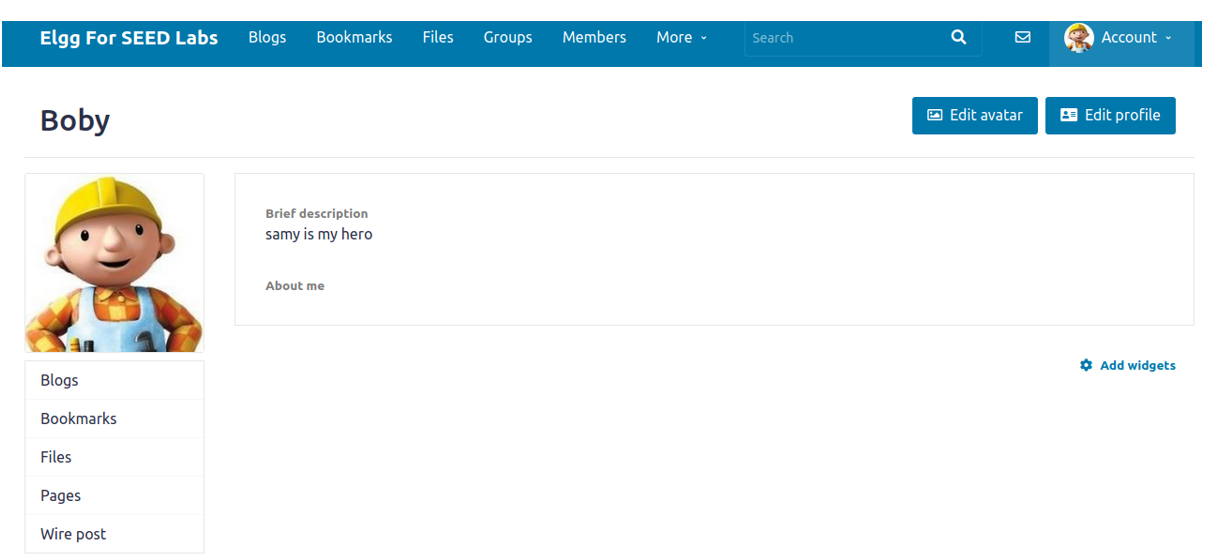 Elgg For SEED Labs Blogs Bookmarks Files Groups Members More Search Account
Boby Edit avatar Edit profile
Brief description
samy is my hero
About me
Add widgets
Blogs
Bookmarks
Files
Pages
Wire post